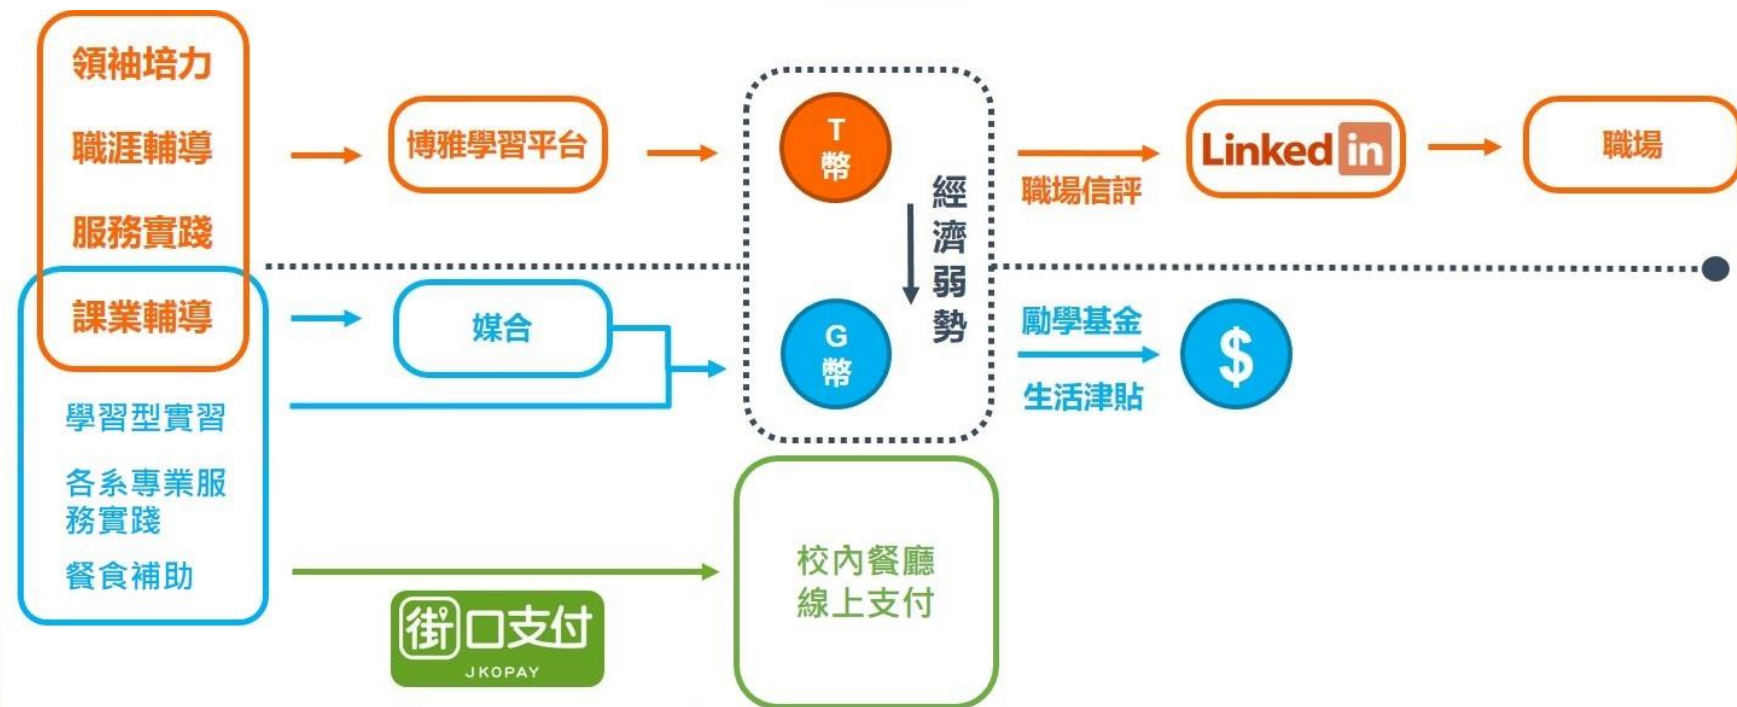 領袖培力
職涯輔導
服務實踐
課業輔導
學習型實習
各系專業服
務實踐
餐食補助
博雅學習平台
媒合
街口支付
JKOPAY
T
幣
G
幣
經濟弱勢
校內餐廳
線上支付
職場信評
勵學基金
生活津貼
Linked in
$
職場